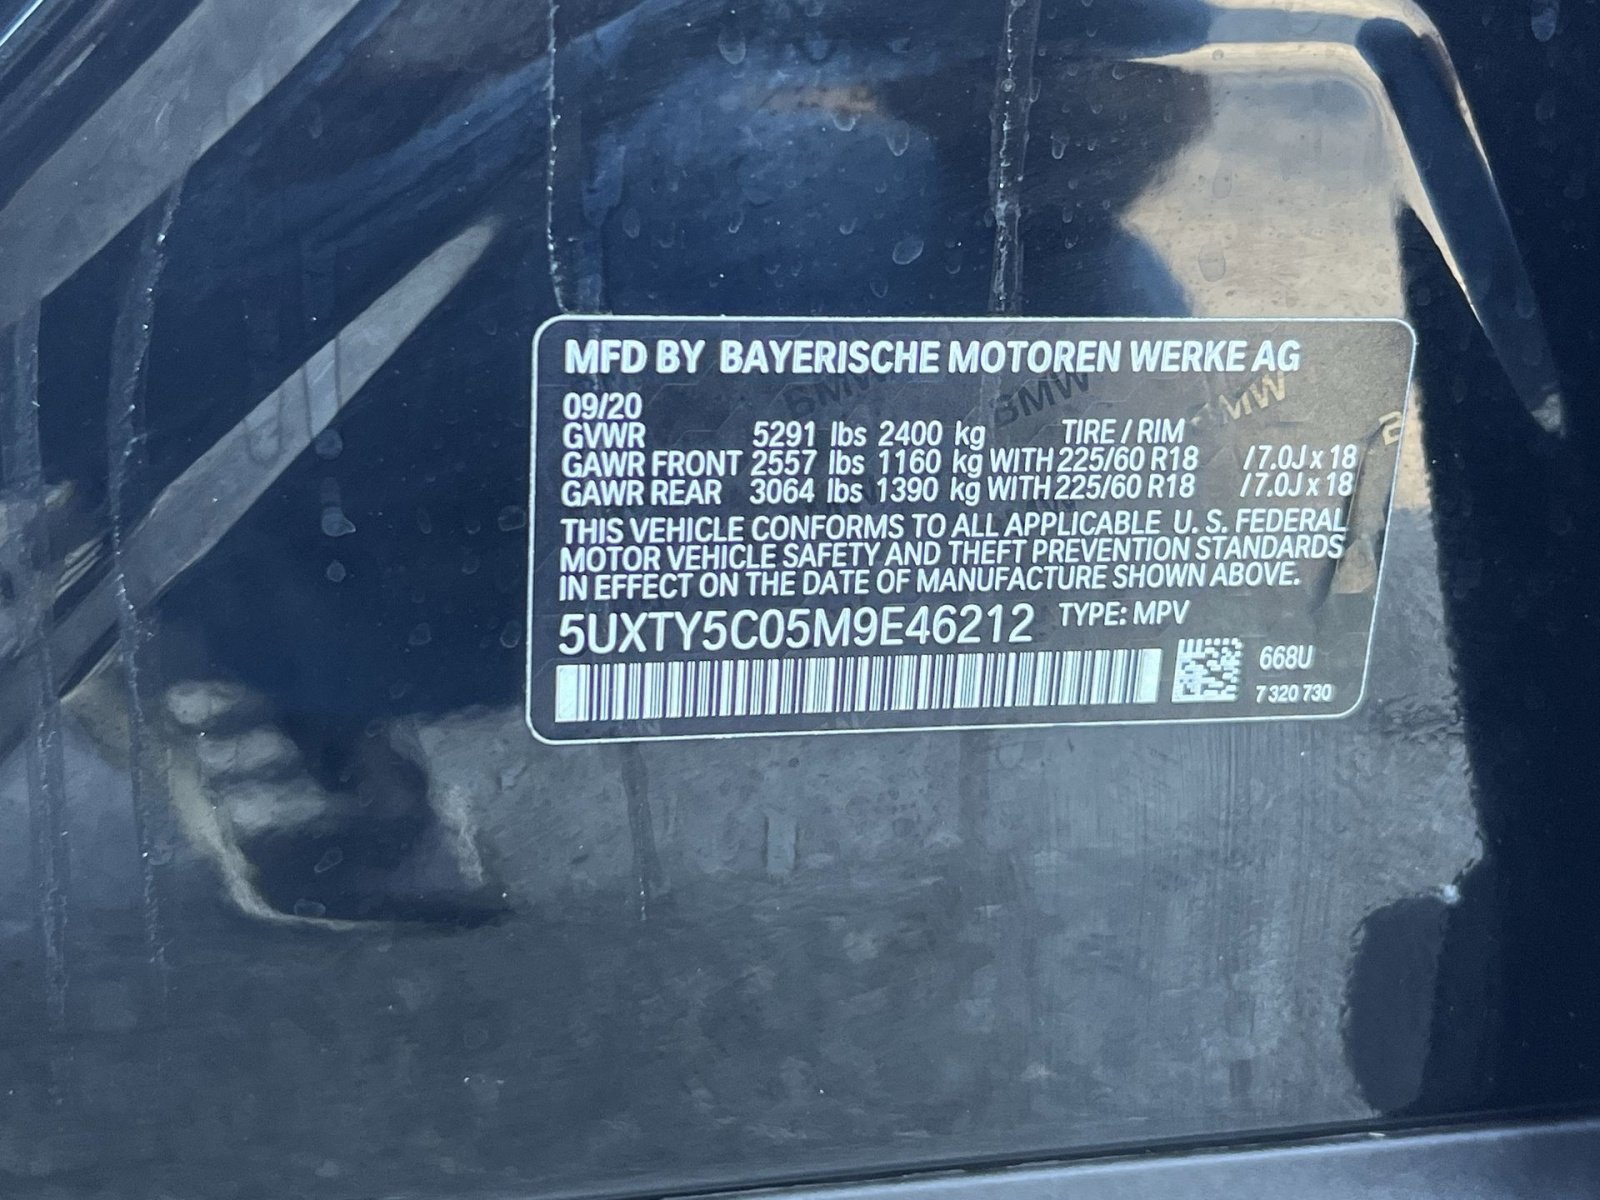 MFD BY BAYERISCHE MOTOREN WERKE AG
09/20
GVWR 5291 lbs 2400 kg TIRE / RIM
GAWR FRONT 2557 lbs 1160 kg WITH 225/60 R18 / 7.0J x 18
GAWR REAR 3064 lbs 1390 kg WITH 225/60 R18 / 7.0J x 18
THIS VEHICLE CONFORMS TO ALL APPLICABLE U. S. FEDERAL
MOTOR VEHICLE SAFETY AND THEFT PREVENTION STANDARDS
IN EFFECT ON THE DATE OF MANUFACTURE SHOWN ABOVE.
5UXTY5C05M9E46212 TYPE: MPV
668U
7 320 730
BMW BMW BMW